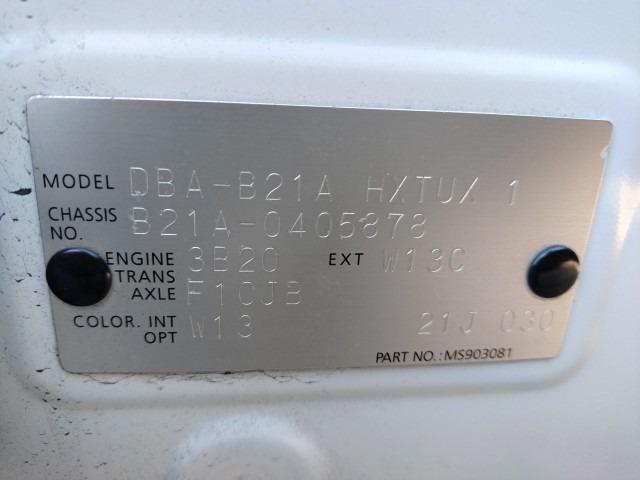 MODEL DBA-B21A HXTUX 1
CHASSIS NO. B21A-0405878
ENGINE 3B20 EXT W13C
TRANS AXLE F1CJB
COLOR. INT OPT W13 21J 030
PART NO.: MS903081